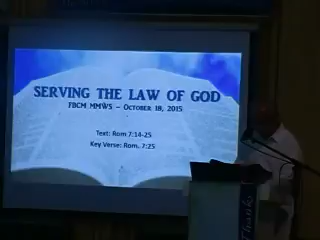 SERVING THE LAW OF GOD
FBCM MMWS – OCTOBER 18, 2015
Text: Rom 7:14-25
Key Verse: Rom. 7:25
Thank